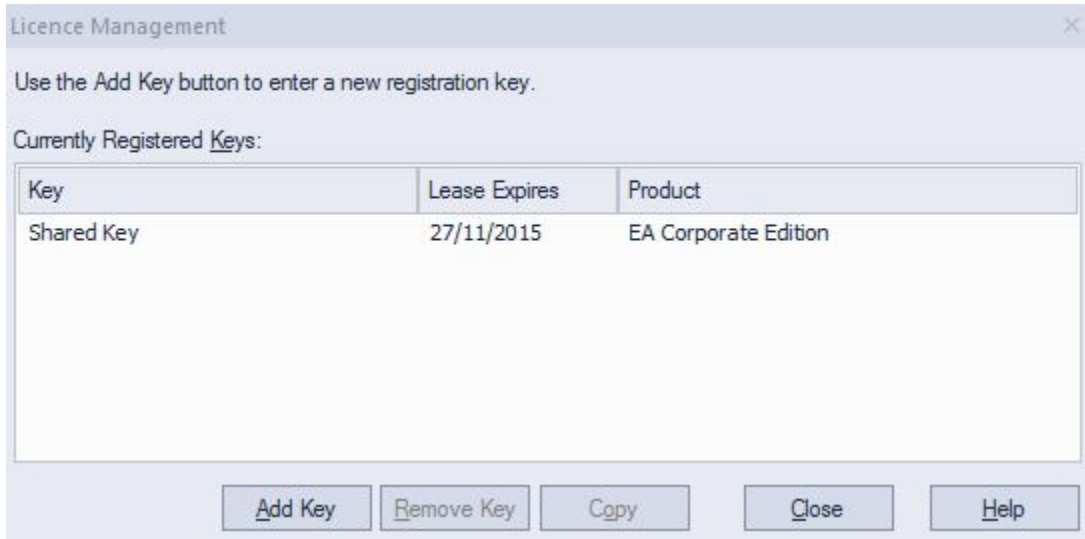 Licence Management
Use the Add Key button to enter a new registration key.
Currently Registered Keys:
Key Lease Expires Product
Shared Key 27/11/2015 EA Corporate Edition
Add Key Remove Key Copy Close Help